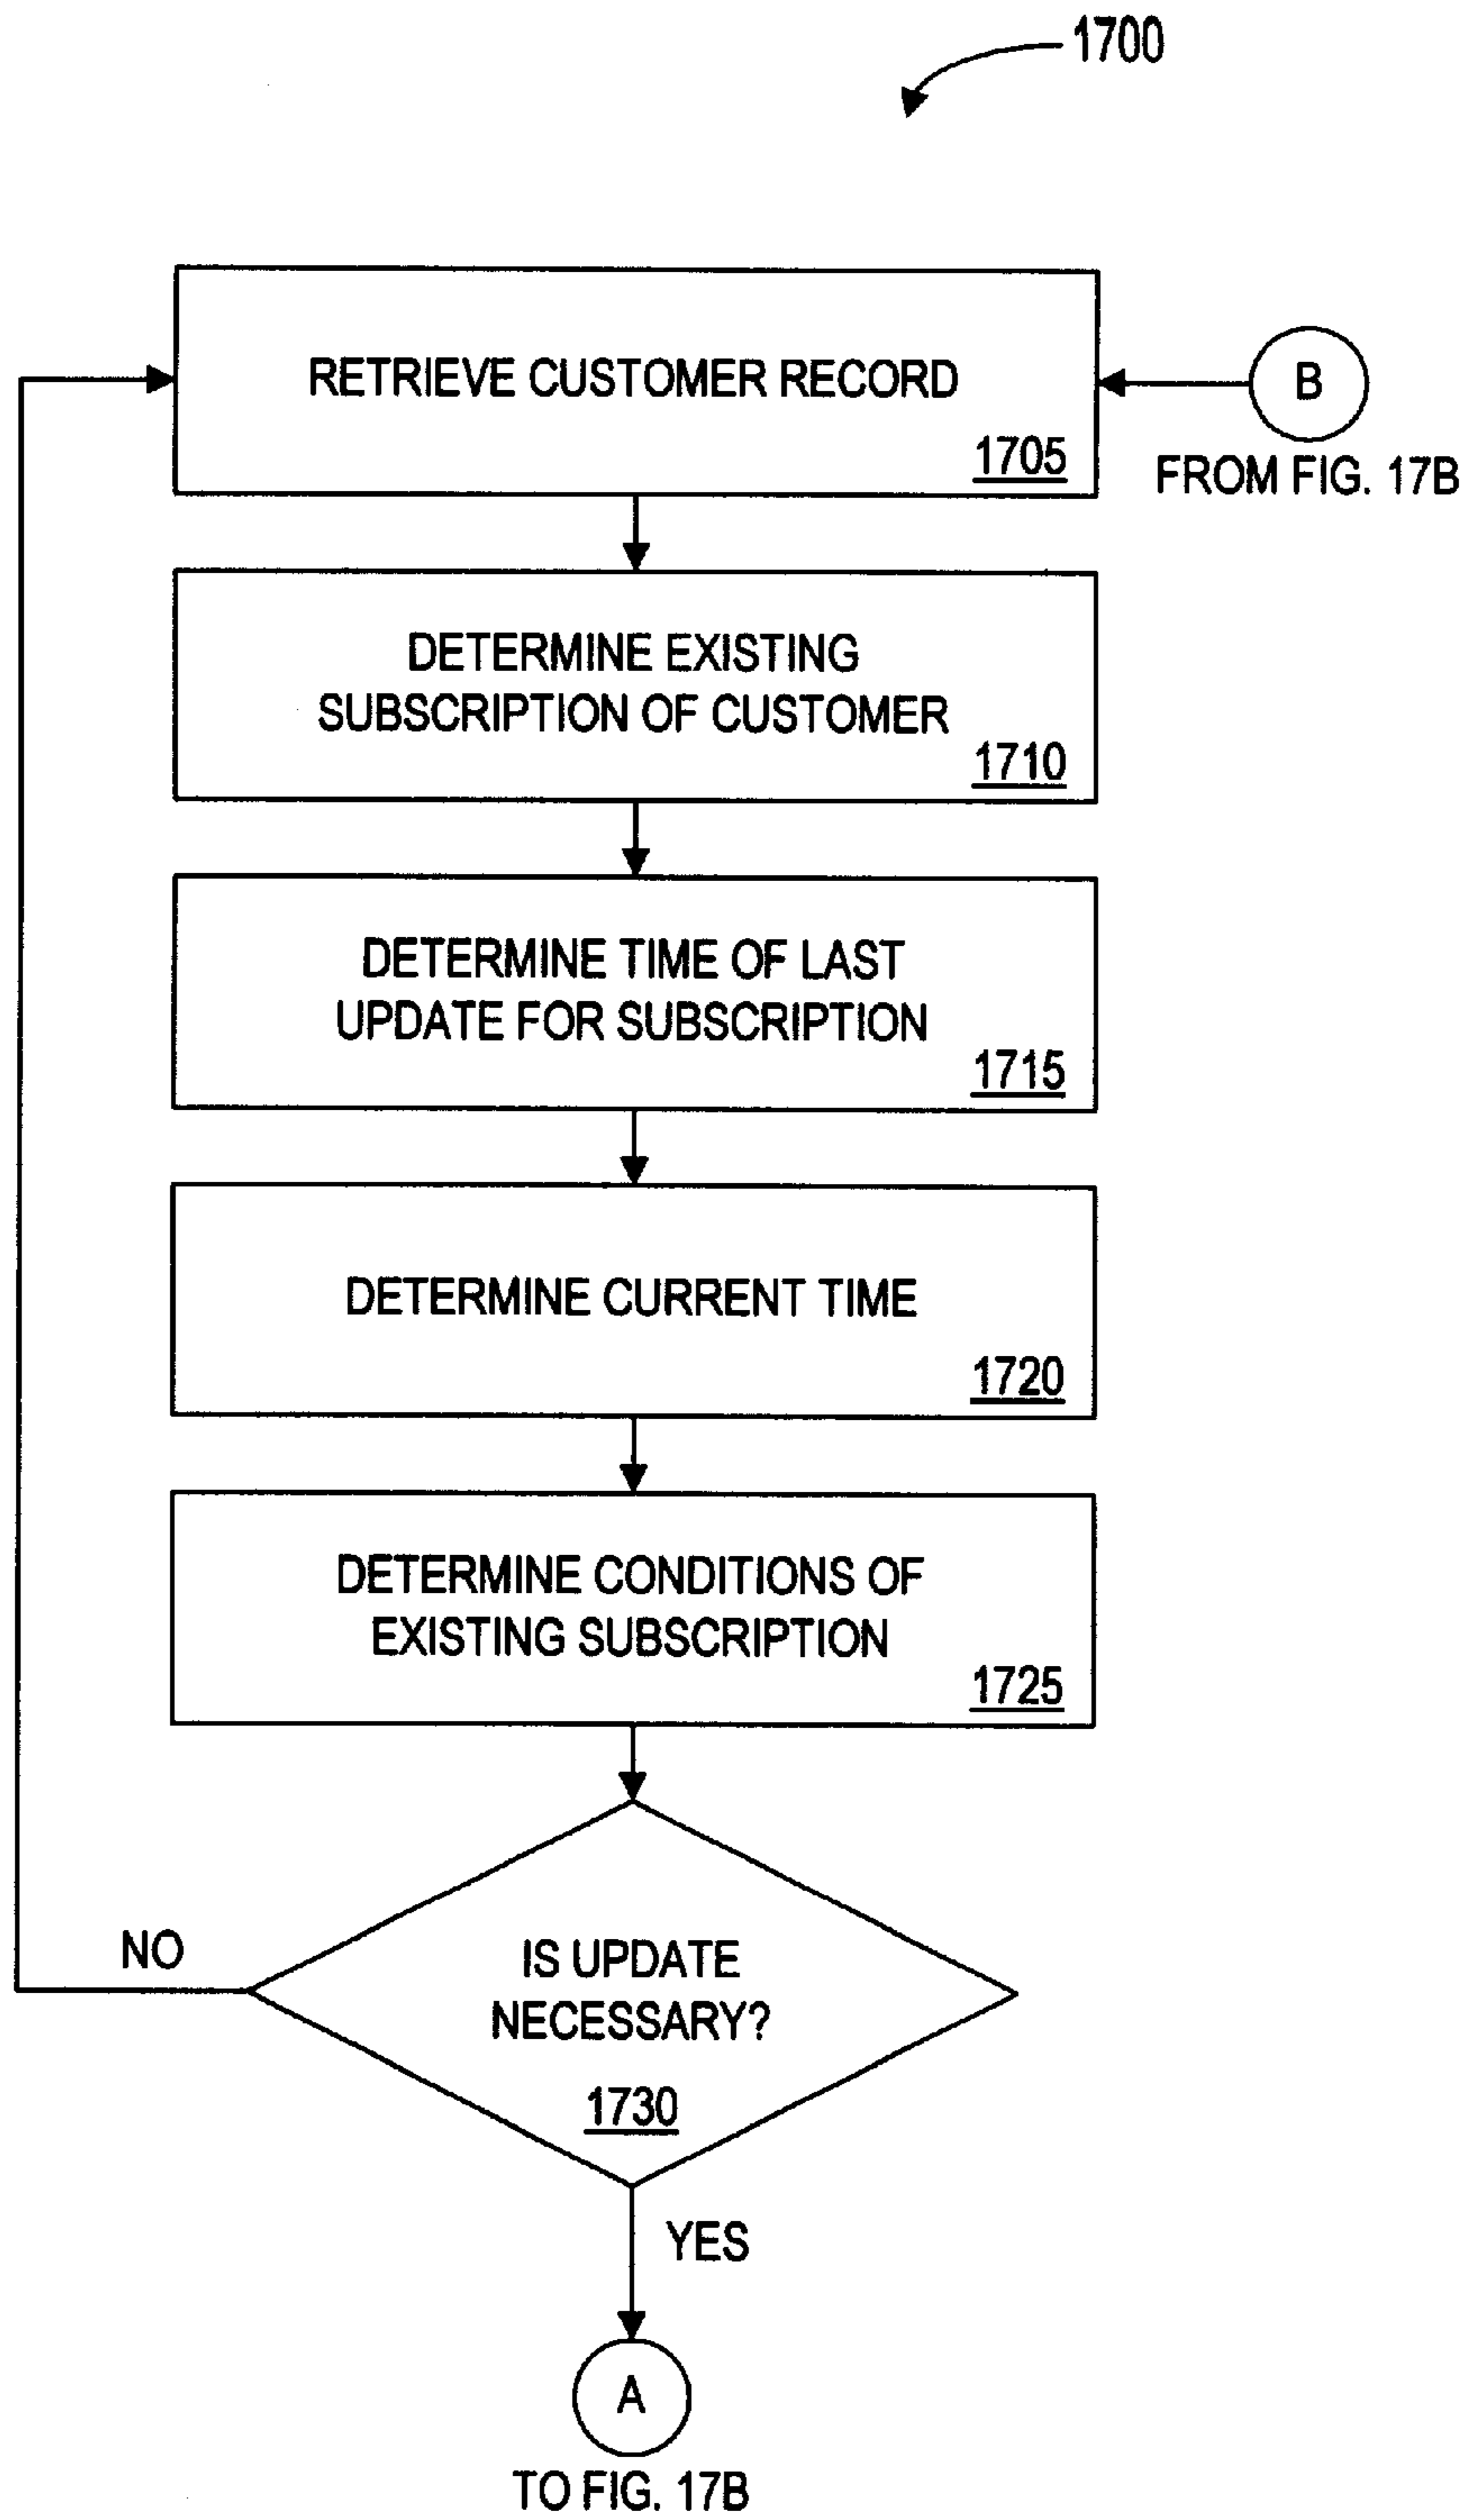 1700
RETRIEVE CUSTOMER RECORD
1705
B
FROM FIG. 17B
DETERMINE EXISTING
SUBSCRIPTION OF CUSTOMER
1710
DETERMINE TIME OF LAST
UPDATE FOR SUBSCRIPTION
1715
DETERMINE CURRENT TIME
1720
DETERMINE CONDITIONS OF
EXISTING SUBSCRIPTION
1725
NO
IS UPDATE
NECESSARY?
1730
YES
A
TO FIG. 17B